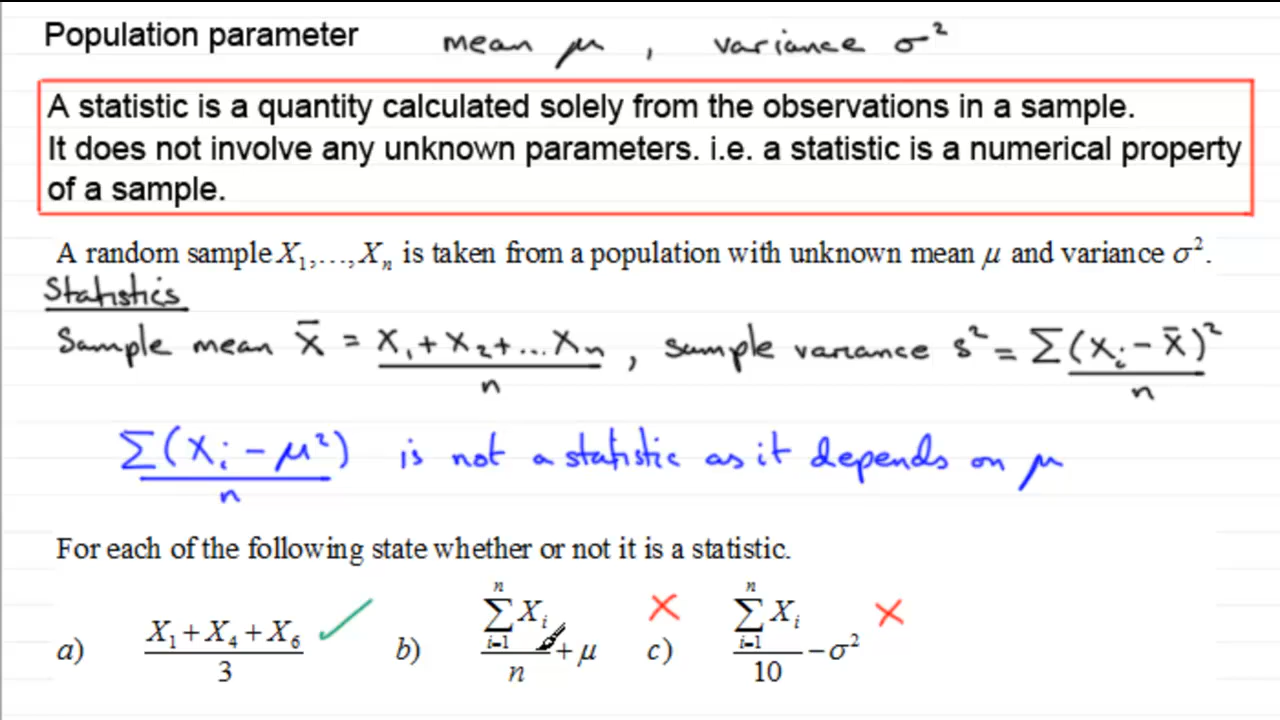 Population parameter mean μ , variance σ²
A statistic is a quantity calculated solely from the observations in a sample.
It does not involve any unknown parameters. i.e. a statistic is a numerical property
of a sample.
A random sample X₁,…,Xₙ is taken from a population with unknown mean μ and variance σ².
Statistics
Sample mean X̄ = X₁ + X₂ + ... Xₙ / n , sample variance s² = Σ (Xᵢ − X̄)² / n
Σ (Xᵢ − μ²) / n is not a statistic as it depends on μ
For each of the following state whether or not it is a statistic.
a) X₁ + X₄ + X₆ / 3 ✓ b) n Σ i=1 Xᵢ / n + μ ✗ c) n Σ i=1 Xᵢ / 10 − σ² ✗